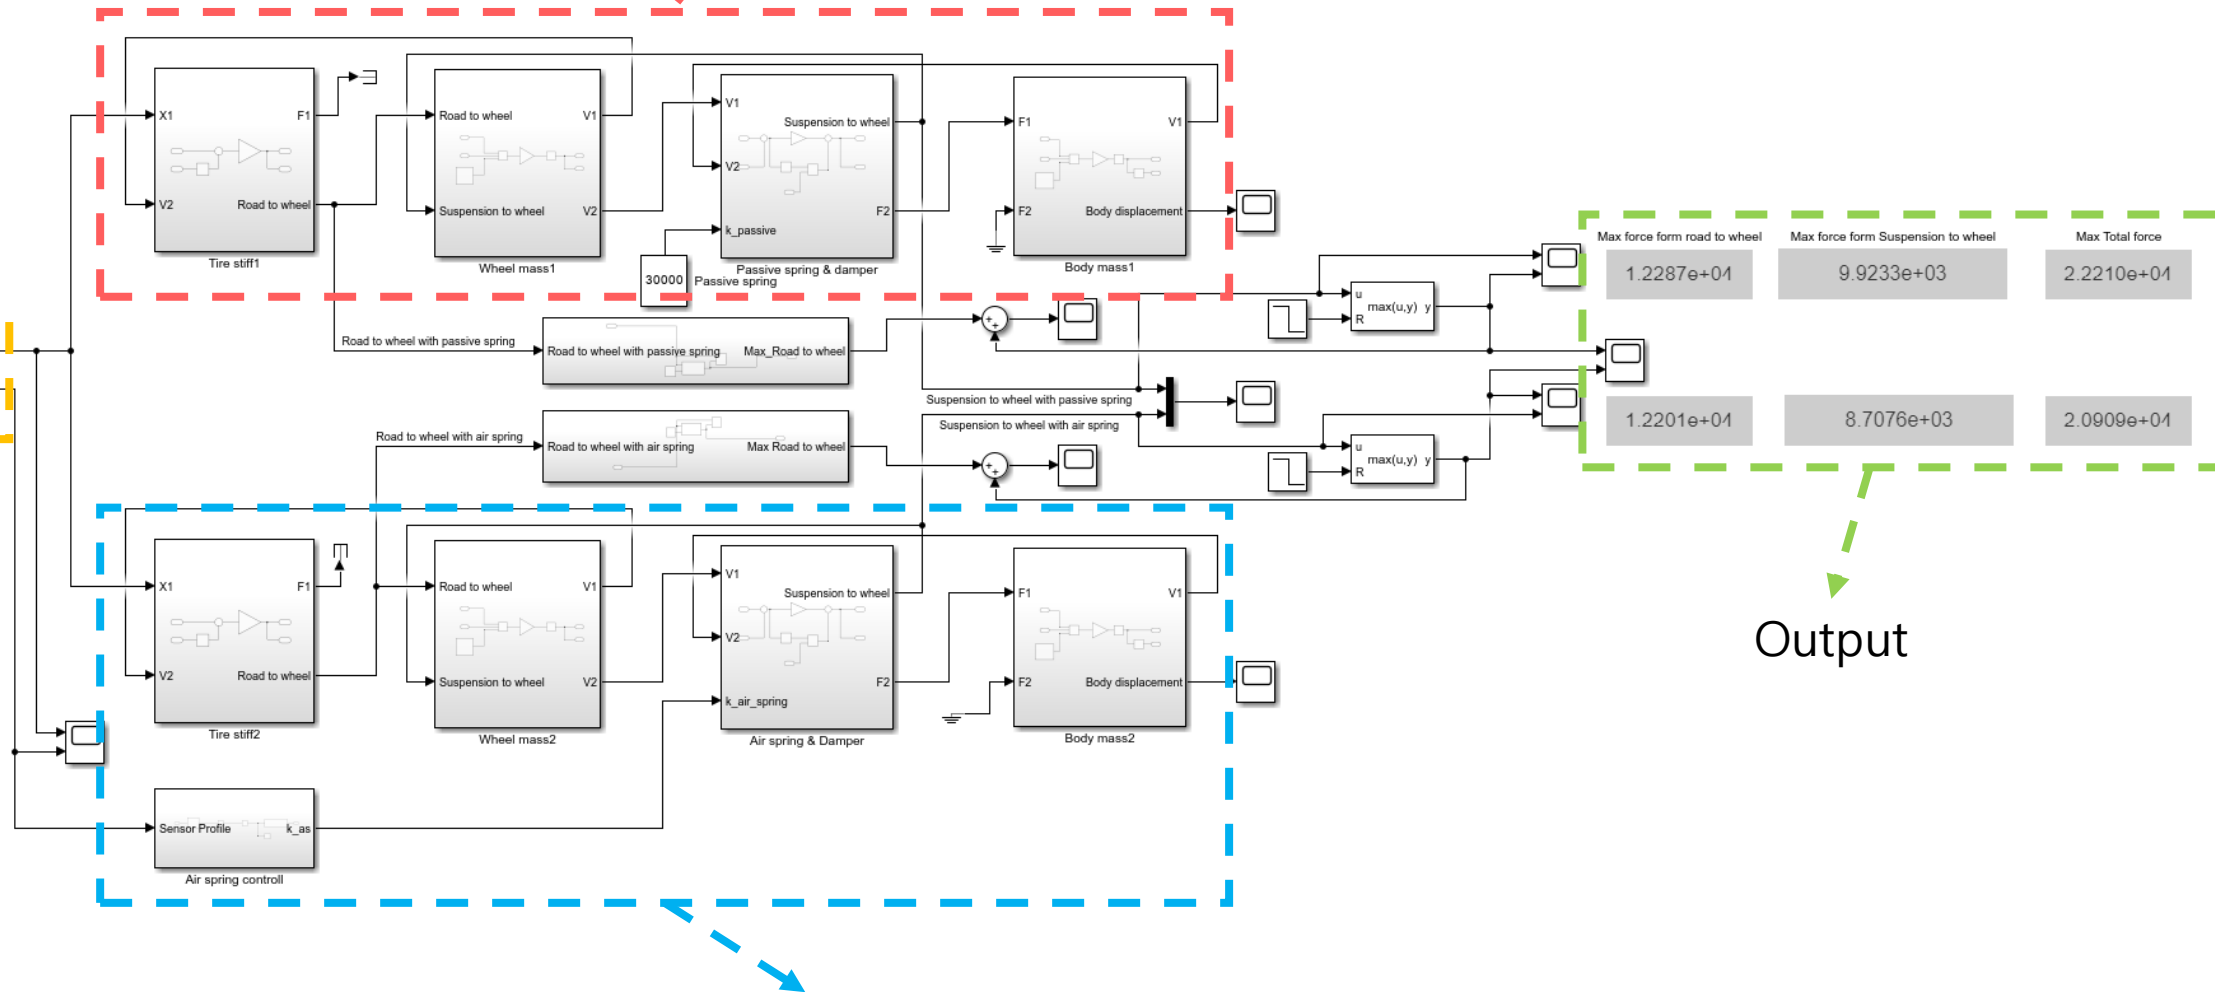 X1
F1
V2
Road to wheel
Tire stiff1
Road to wheel
V1
Suspension to wheel
V2
Wheel mass1
V1
Suspension to wheel
V2
F2
k_passive
Passive spring & damper
30000
Passive spring
F1
V1
F2
Body displacement
Body mass1
Road to wheel with passive spring
Road to wheel with passive spring
Max_Road to wheel
++
u
R
max(u,y)
y
Max force form road to wheel
Max force form Suspension to wheel
Max Total force
1.2287e+04
9.9233e+03
2.2210e+04
Suspension to wheel with passive spring
Suspension to wheel with air spring
Road to wheel with air spring
Road to wheel with air spring
Max Road to wheel
++
u
R
max(u,y)
y
1.2201e+04
8.7076e+03
2.0909e+04
Output
X1
F1
V2
Road to wheel
Tire stiff2
Road to wheel
V1
Suspension to wheel
V2
Wheel mass2
V1
Suspension to wheel
V2
F2
k_air_spring
Air spring & Damper
F1
V1
F2
Body displacement
Body mass2
Sensor Profile
k_as
Air spring controll